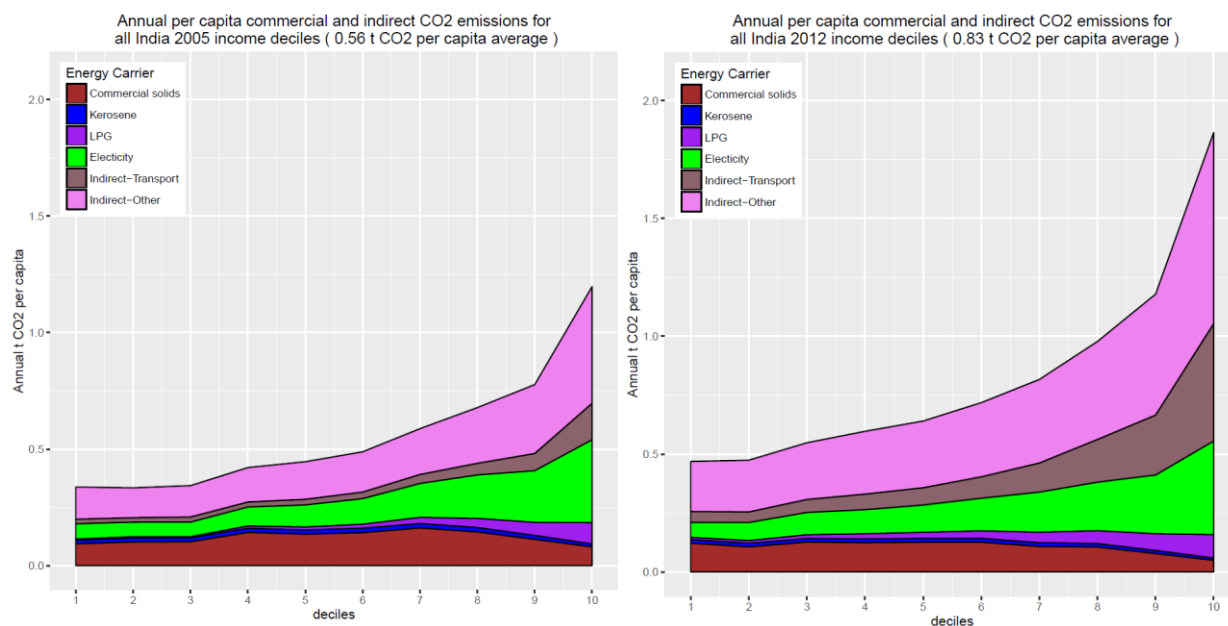 Annual per capita commercial and indirect CO2 emissions for
all India 2005 income deciles ( 0.56 t CO2 per capita average )
Energy Carrier
Commercial solids
Kerosene
LPG
Electicity
Indirect-Transport
Indirect-Other
Annual t CO2 per capita
2.0
1.5
1.0
0.5
0.0
1 2 3 4 5 6 7 8 9 10
deciles
Annual per capita commercial and indirect CO2 emissions for
all India 2012 income deciles ( 0.83 t CO2 per capita average )
Energy Carrier
Commercial solids
Kerosene
LPG
Electicity
Indirect-Transport
Indirect-Other
Annual t CO2 per capita
2.0
1.5
1.0
0.5
0.0
1 2 3 4 5 6 7 8 9 10
deciles